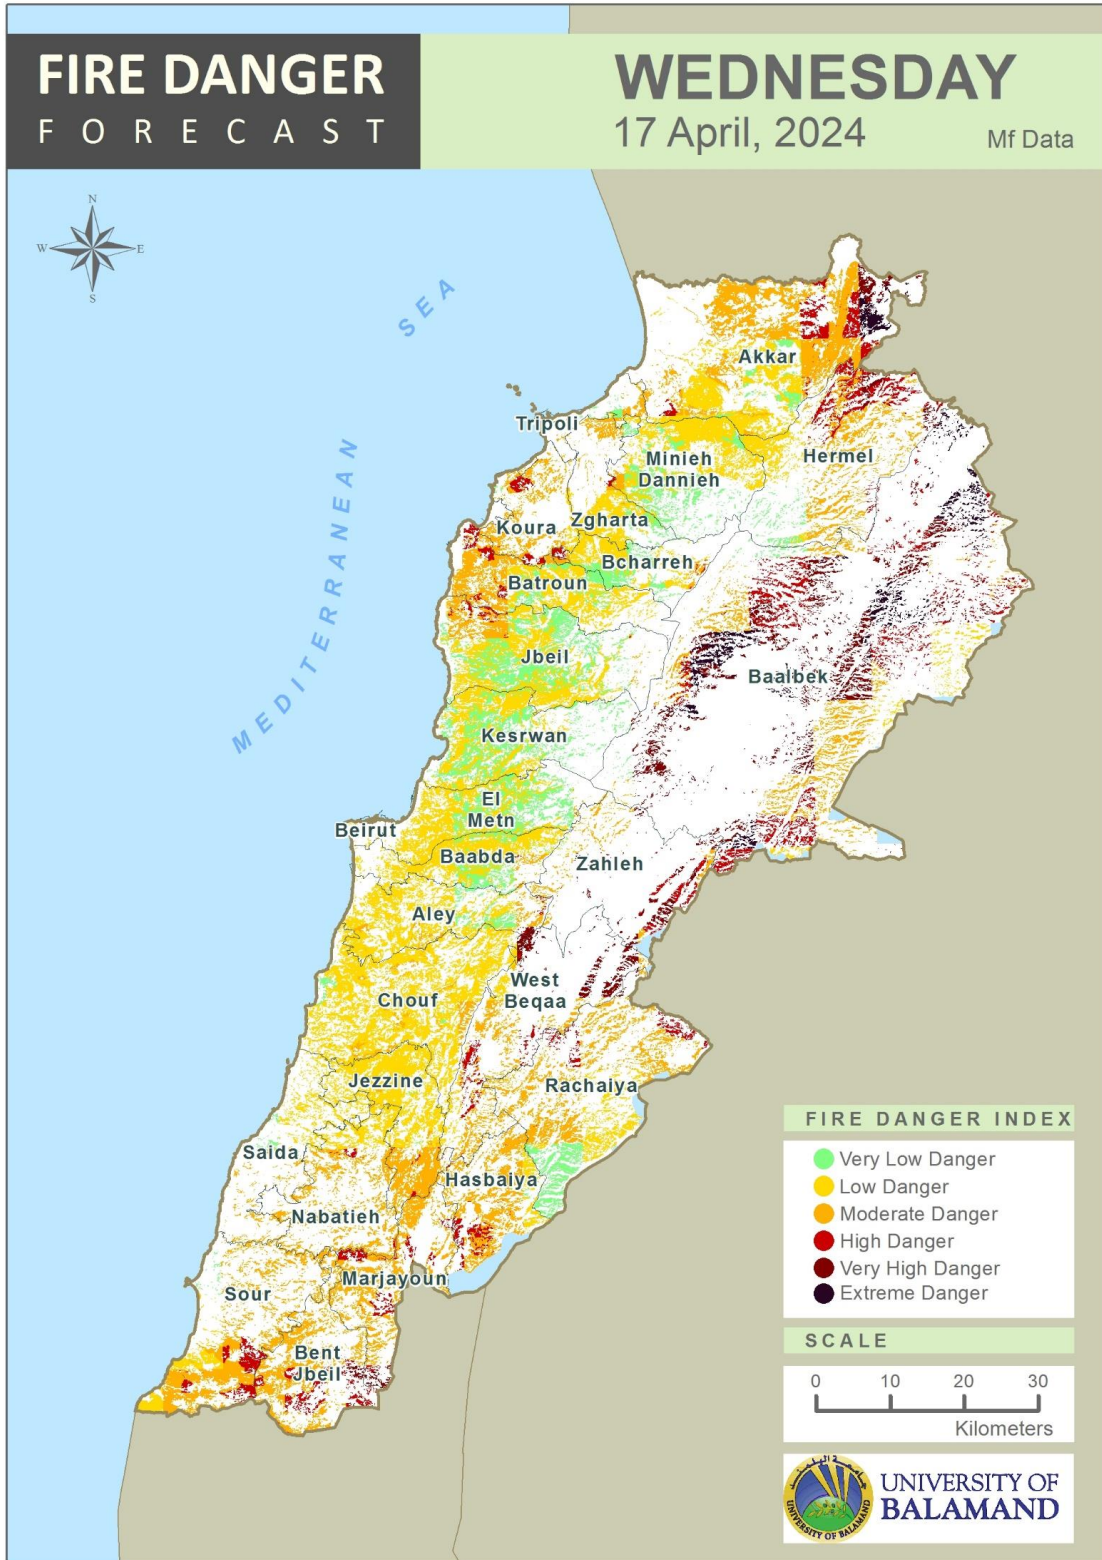 FIRE DANGER
FORECAST
WEDNESDAY
17 April, 2024
Mf Data
N
W
E
S
MEDITERRANEAN SEA
Akkar
Tripoli
Minieh
Dannieh
Hermel
Koura
Zgharta
Bcharreh
Batroun
Jbeil
Baalbek
Kesrwan
El
Metn
Beirut
Baabda
Zahleh
Aley
West
Beqaa
Chouf
Jezzine
Rachaiya
Saida
Hasbaiya
Nabatieh
Marjayoun
Sour
Bent
Jbeil
FIRE DANGER INDEX
Very Low Danger
Low Danger
Moderate Danger
High Danger
Very High Danger
Extreme Danger
SCALE
0 10 20 30
Kilometers
UNIVERSITY OF BALAMAND
UNIVERSITY OF
BALAMAND